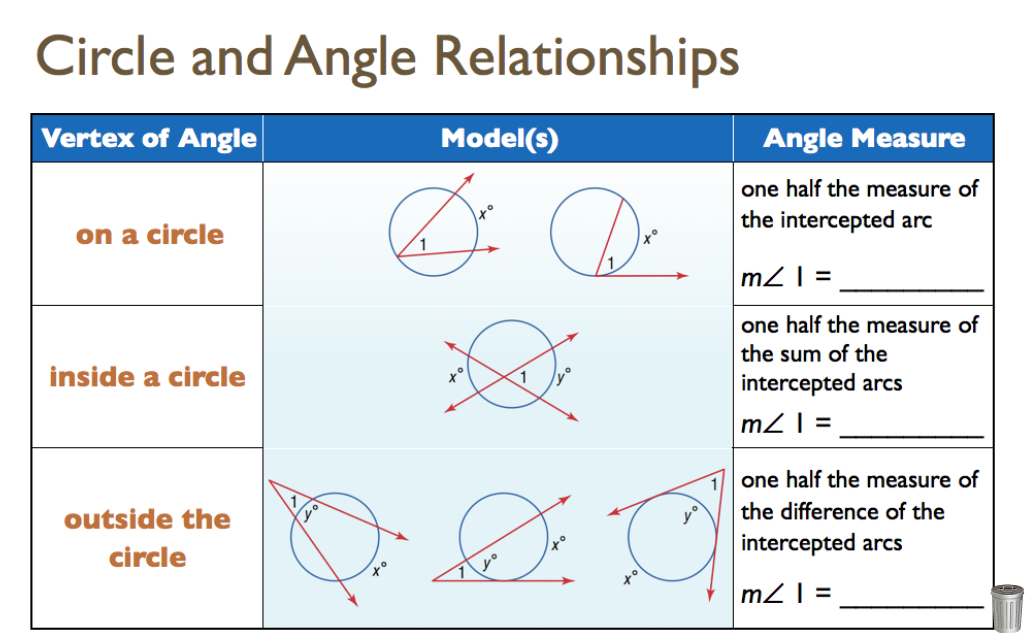 Circle and Angle Relationships
Vertex of Angle
Model(s)
Angle Measure
on a circle
x°
1
x°
1
one half the measure of
the intercepted arc
m∠ 1 = __________
inside a circle
x°
1
y°
one half the measure of
the sum of the
intercepted arcs
m∠ 1 = __________
outside the
circle
1
y°
x°
1
y°
x°
1
y°
x°
one half the measure of
the difference of the
intercepted arcs
m∠ 1 = __________